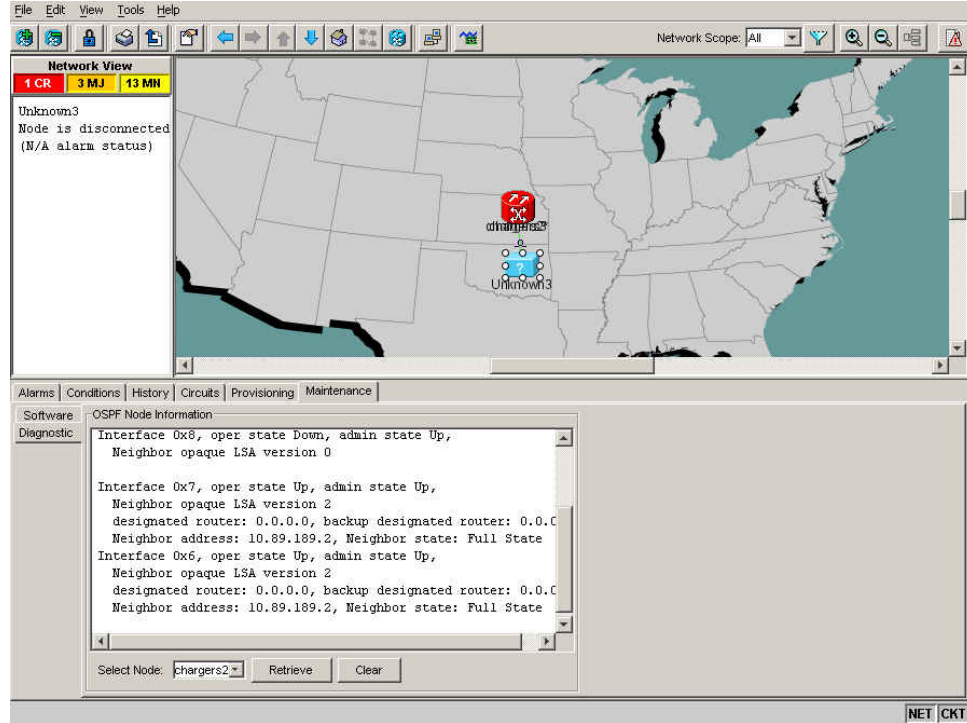 File Edit View Tools Help
Network Scope: All
Network View
1 CR 3 MJ 13 MN
Unknown3
Node is disconnected
(N/A alarm status)
?
Unknown3
Alarms Conditions History Circuits Provisioning Maintenance
Software
Diagnostic
OSPF Node Information
Interface 0x8, oper state Down, admin state Up,
Neighbor opaque LSA version 0
Interface 0x7, oper state Up, admin state Up,
Neighbor opaque LSA version 2
designated router: 0.0.0.0, backup designated router: 0.0.0
Neighbor address: 10.89.189.2, Neighbor state: Full State
Interface 0x6, oper state Up, admin state Up,
Neighbor opaque LSA version 2
designated router: 0.0.0.0, backup designated router: 0.0.0
Neighbor address: 10.89.189.2, Neighbor state: Full State
Select Node: chargers2 Retrieve Clear
NET CKT